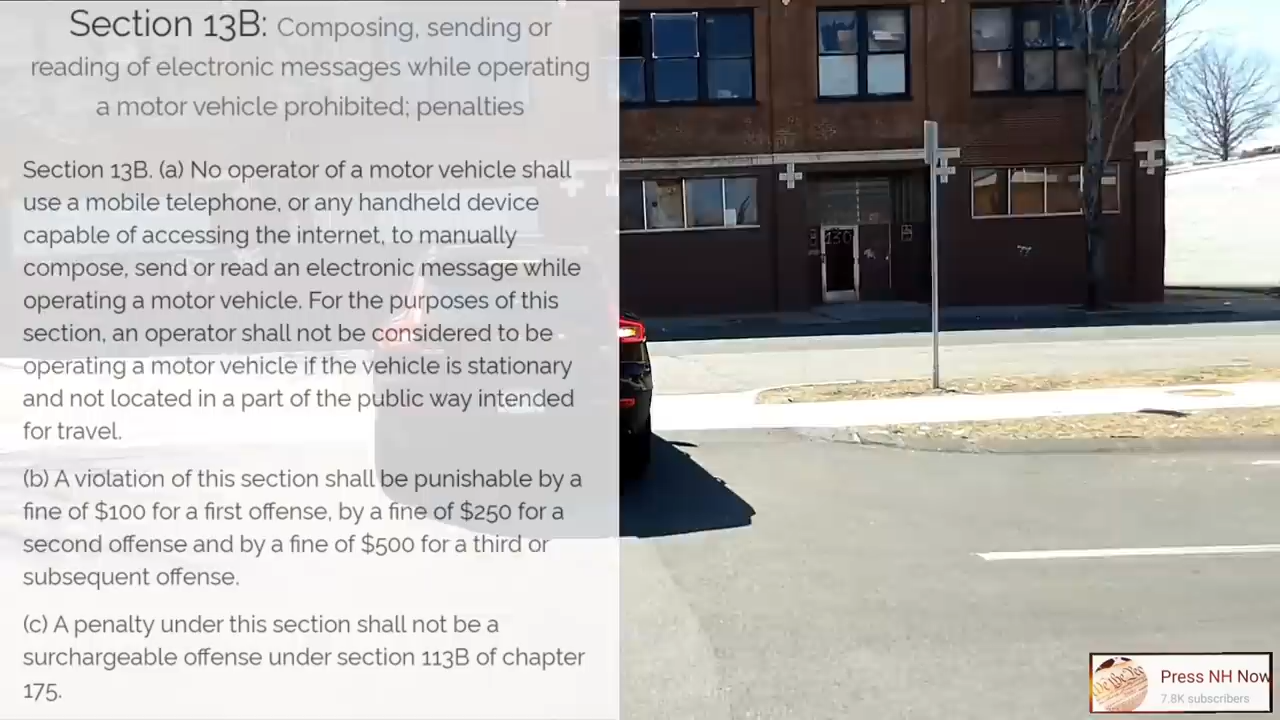 Section 13B: Composing, sending or
reading of electronic messages while operating
a motor vehicle prohibited; penalties
Section 13B. (a) No operator of a motor vehicle shall
use a mobile telephone, or any handheld device
capable of accessing the internet, to manually
compose, send or read an electronic message while
operating a motor vehicle. For the purposes of this
section, an operator shall not be considered to be
operating a motor vehicle if the vehicle is stationary
and not located in a part of the public way intended
for travel.
(b) A violation of this section shall be punishable by a
fine of $100 for a first offense, by a fine of $250 for a
second offense and by a fine of $500 for a third or
subsequent offense.
(c) A penalty under this section shall not be a
surchargeable offense under section 113B of chapter
175.
130
We the Peo
Press NH Now
7.8K subscribers